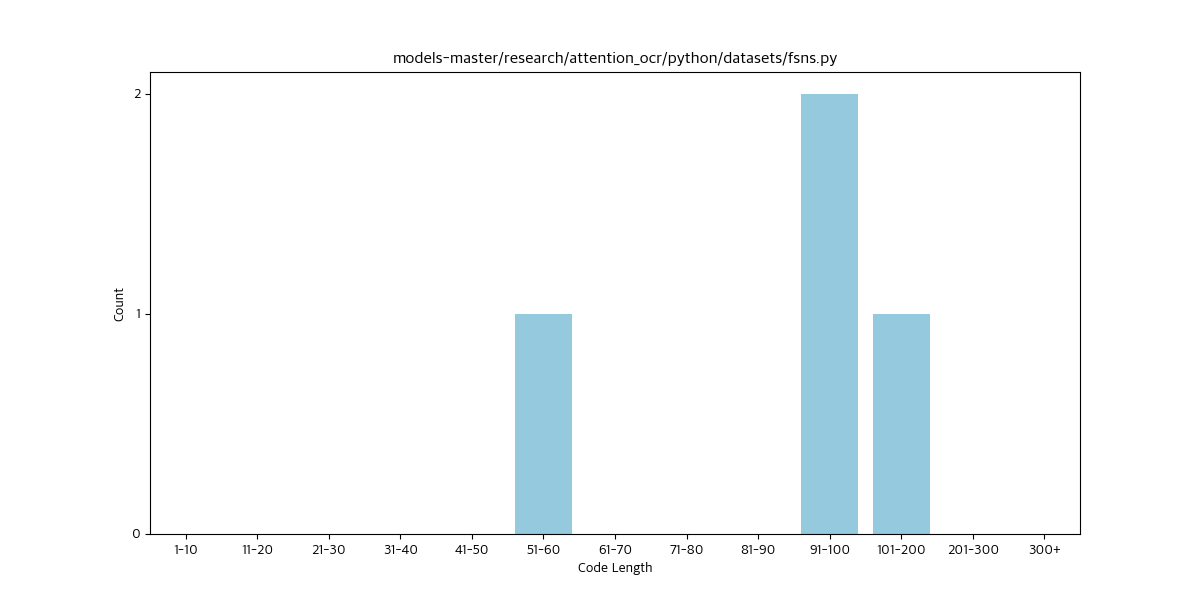 models-master/research/attention_ocr/python/datasets/fsns.py
2
1
0
Count
1-10 11-20 21-30 31-40 41-50 51-60 61-70 71-80 81-90 91-100 101-200 201-300 300+
Code Length